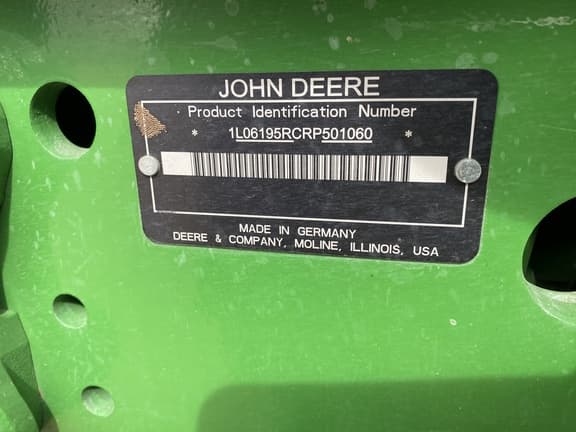 JOHN DEERE
Product Identification Number
* 1L06195RCRP501060 *
MADE IN GERMANY
DEERE & COMPANY, MOLINE, ILLINOIS, USA